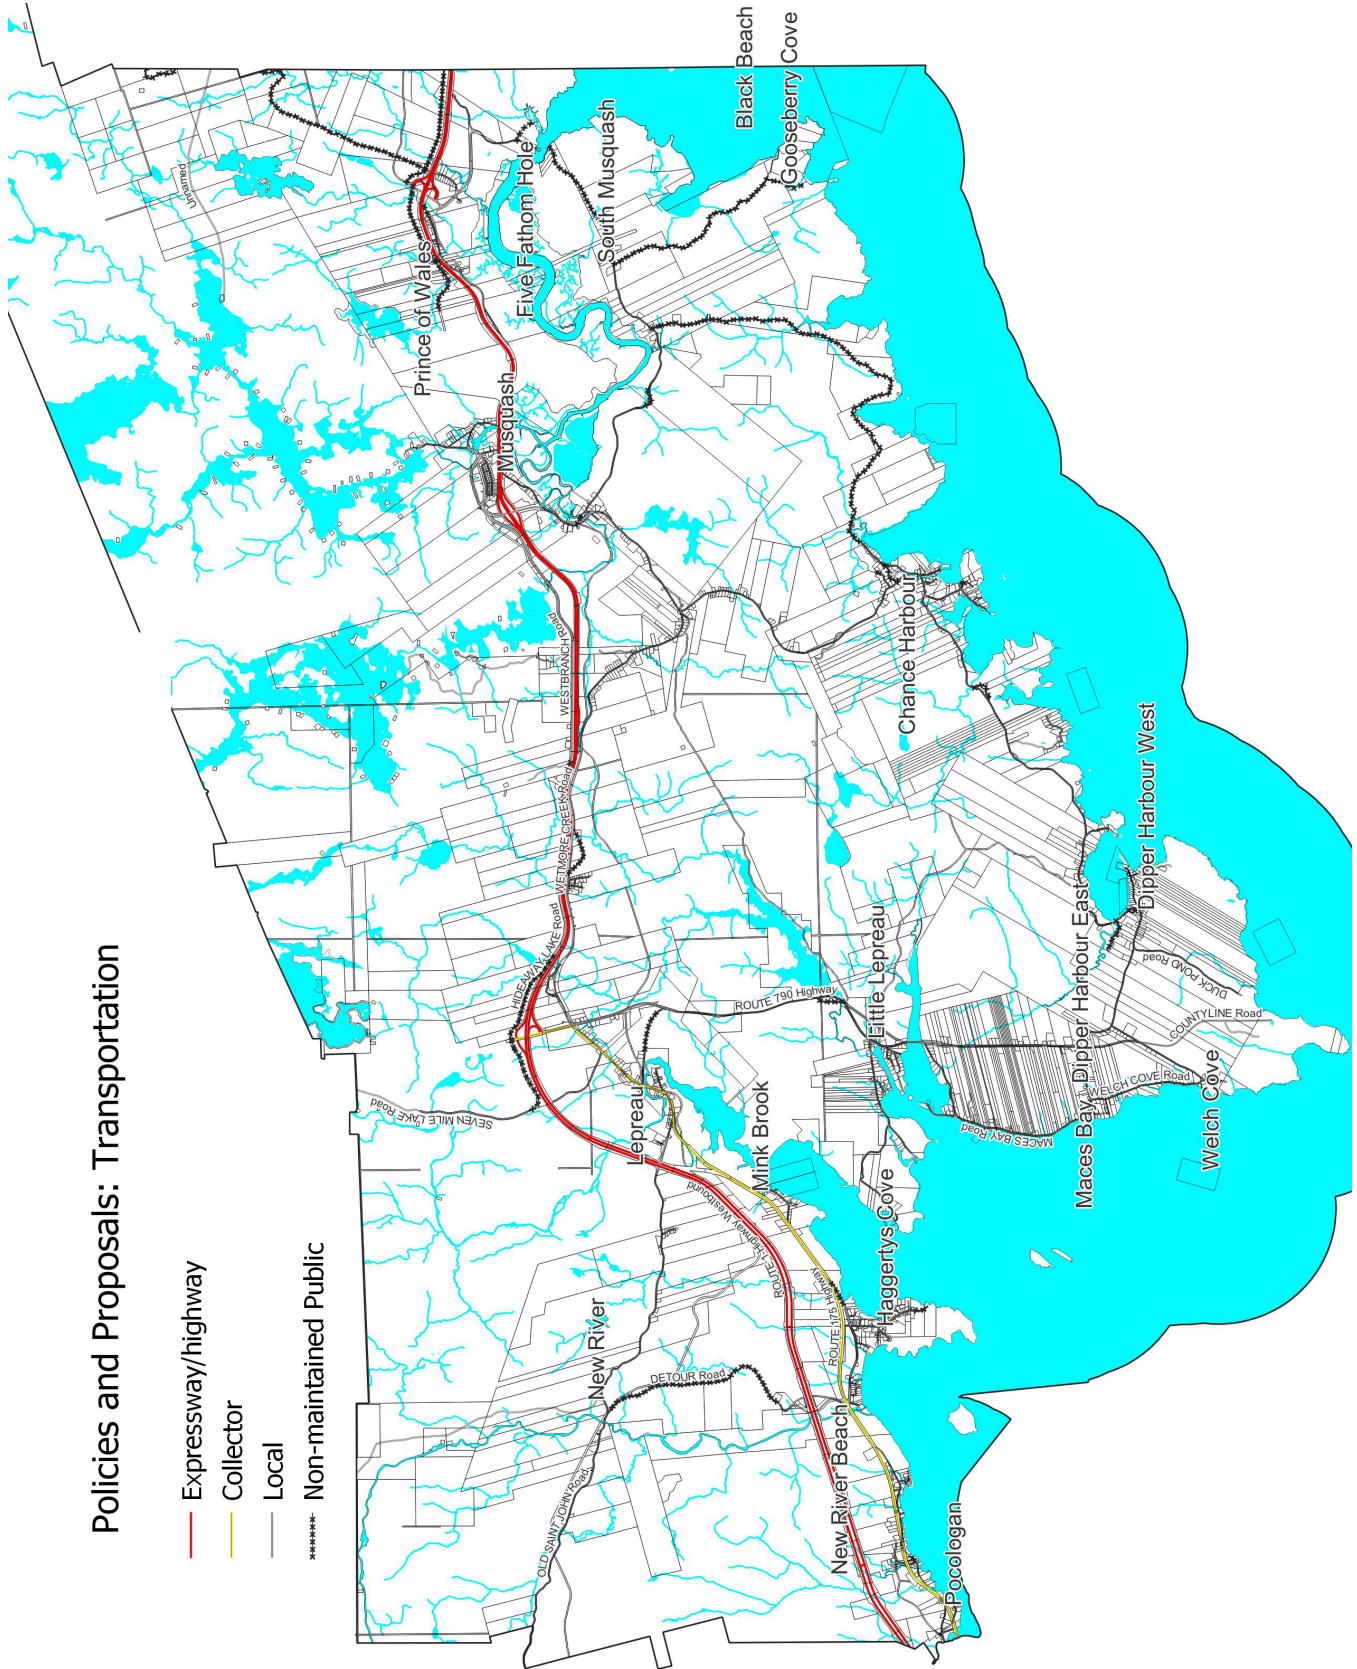 Policies and Proposals: Transportation
Expressway/highway
Collector
Local
Non-maintained Public
Unnamed
Prince of Wales
Five Fathom Hole
South Musquash
Black Beach
Gooseberry Cove
Musquash
WESTBRANCH Road
WETMORE CREEK Road
HIDEAWAY LAKE Road
SEVEN MILE LAKE Road
ROUTE 790 Highway
Lepreau
Mink Brook
Little Lepreau
Chance Harbour
Dipper Harbour West
Dipper Harbour East
DUCK POND Road
COUNTYLINE Road
WELCH COVE Road
MACES BAY Road
Maces Bay
Welch Cove
Haggertys Cove
ROUTE 1 Highway Westbound
ROUTE 175 Highway
New River
DETOUR Road
OLD SAINT JOHN Road
New River Beach
Pocologan